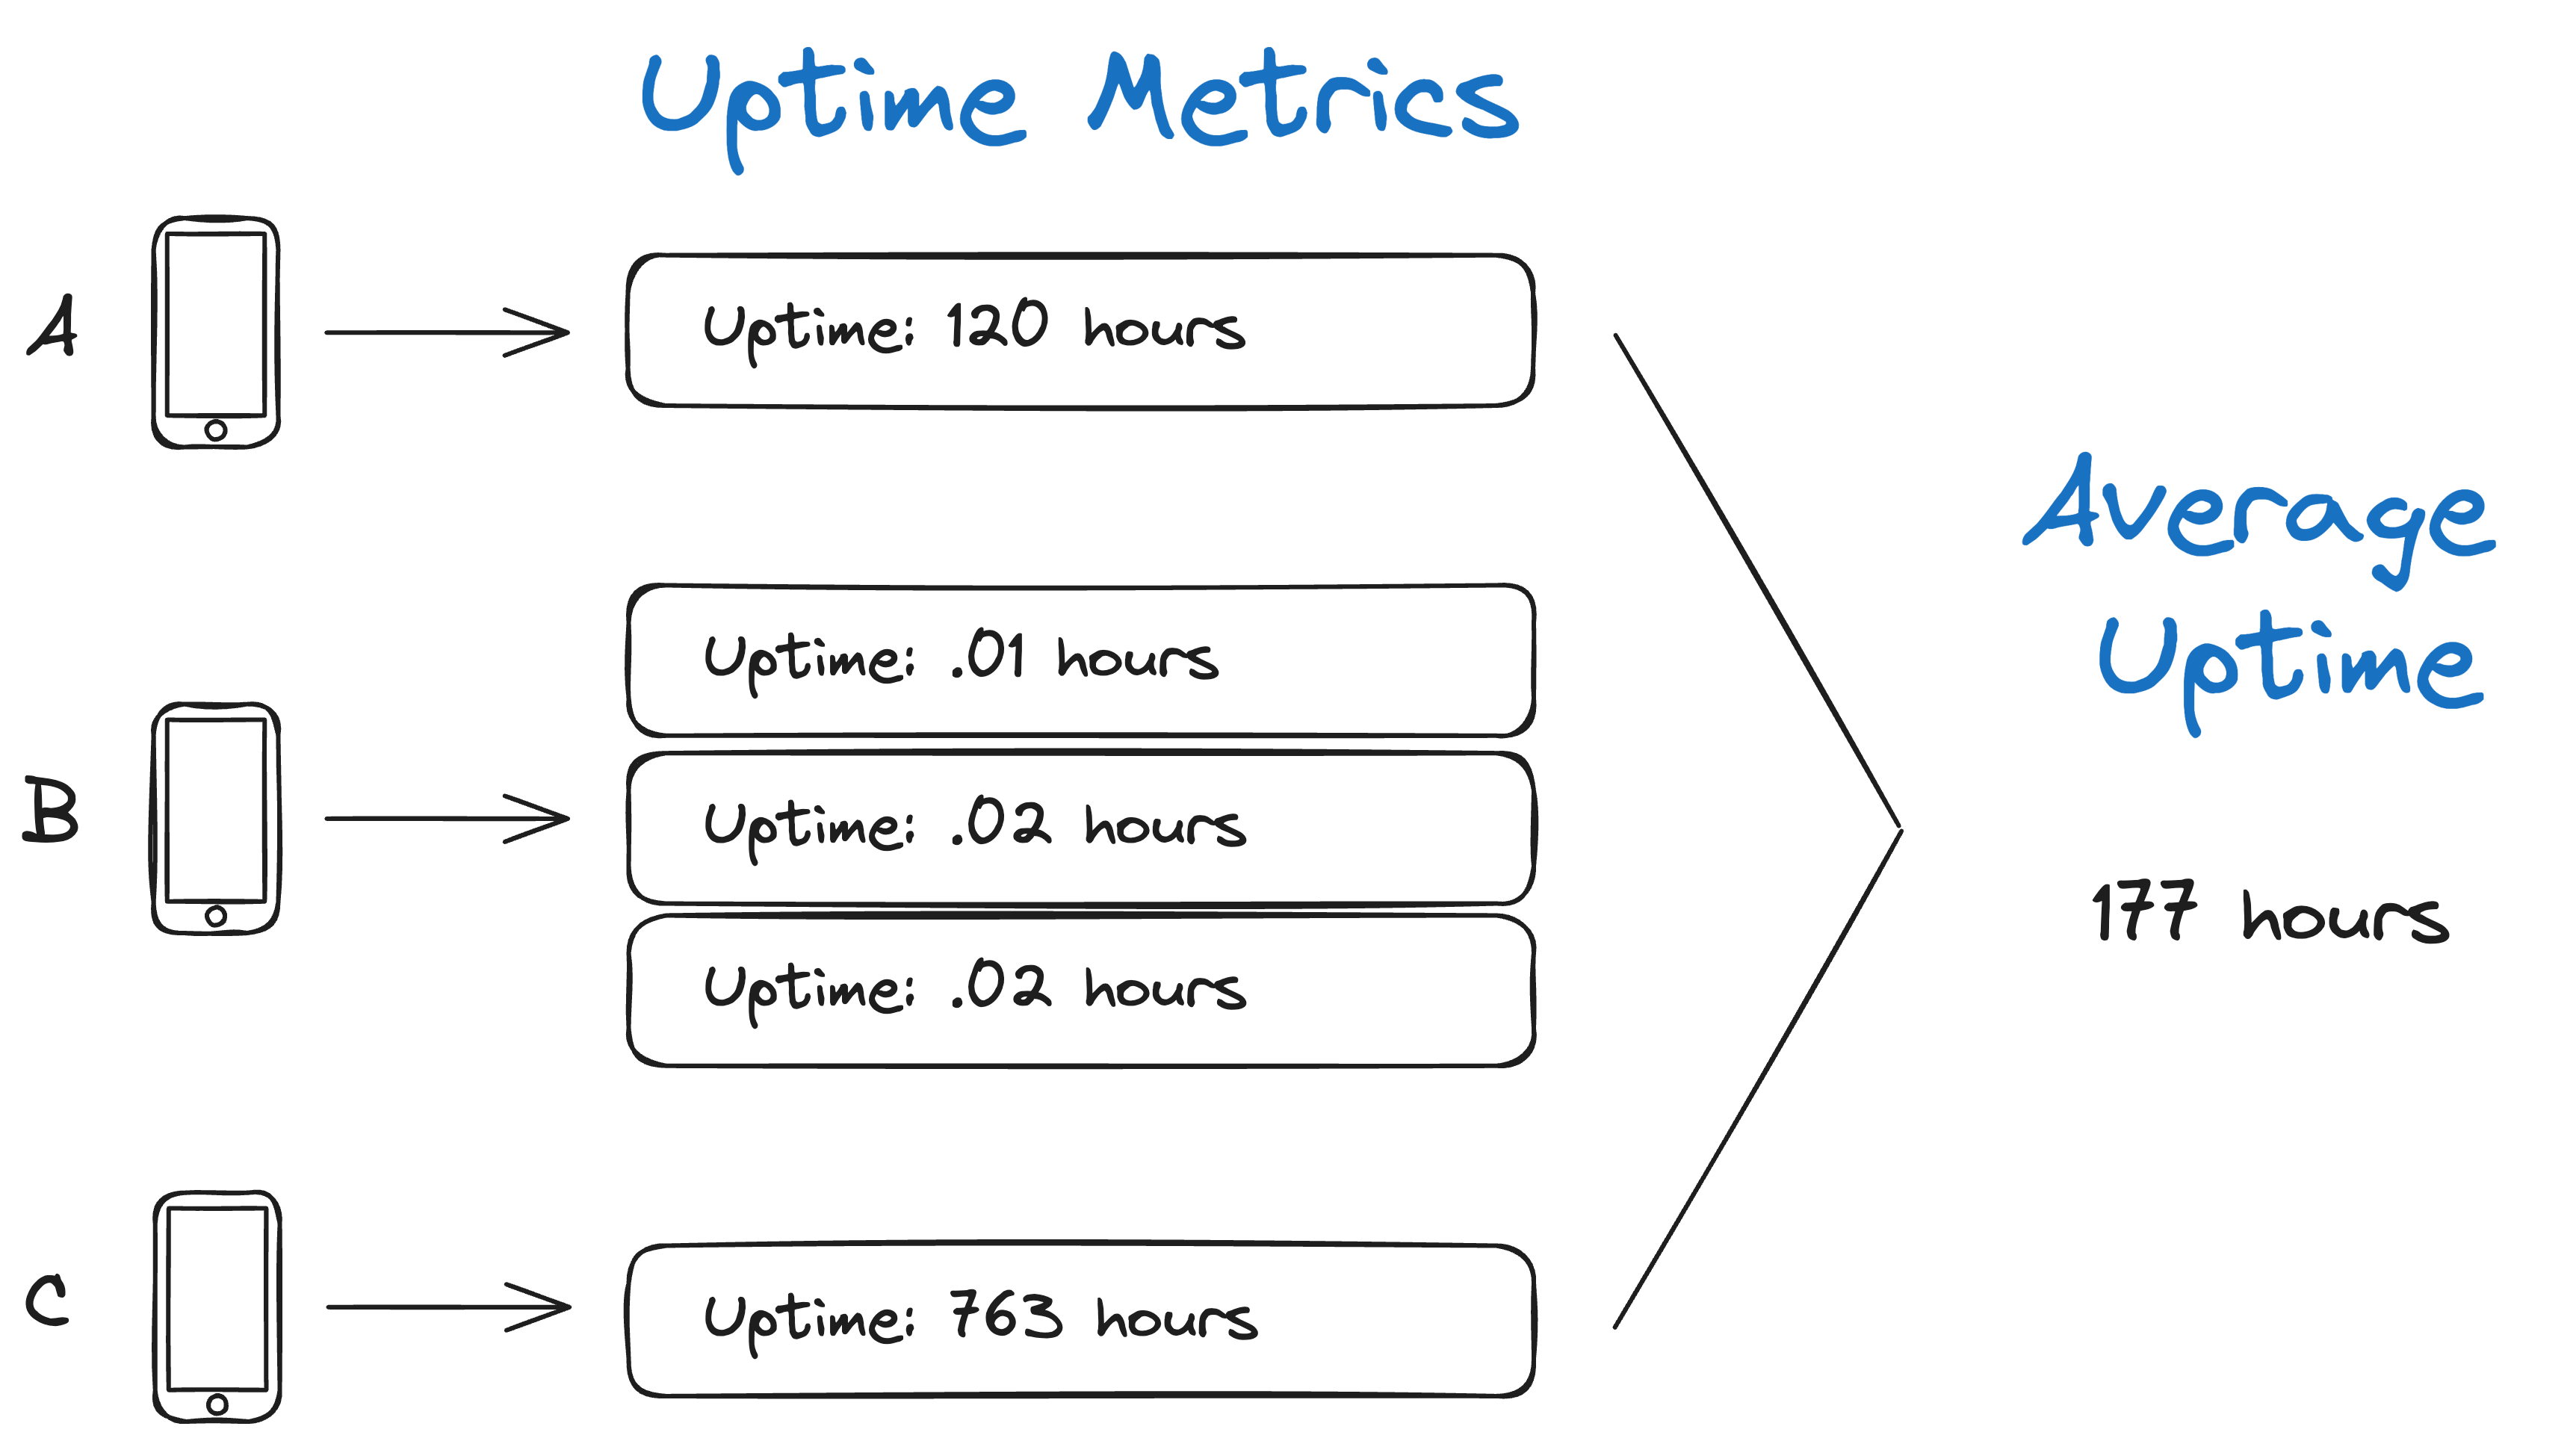 Uptime Metrics
A
Uptime: 120 hours
B
Uptime: .01 hours
Uptime: .02 hours
Uptime: .02 hours
C
Uptime: 763 hours
Average
Uptime
177 hours